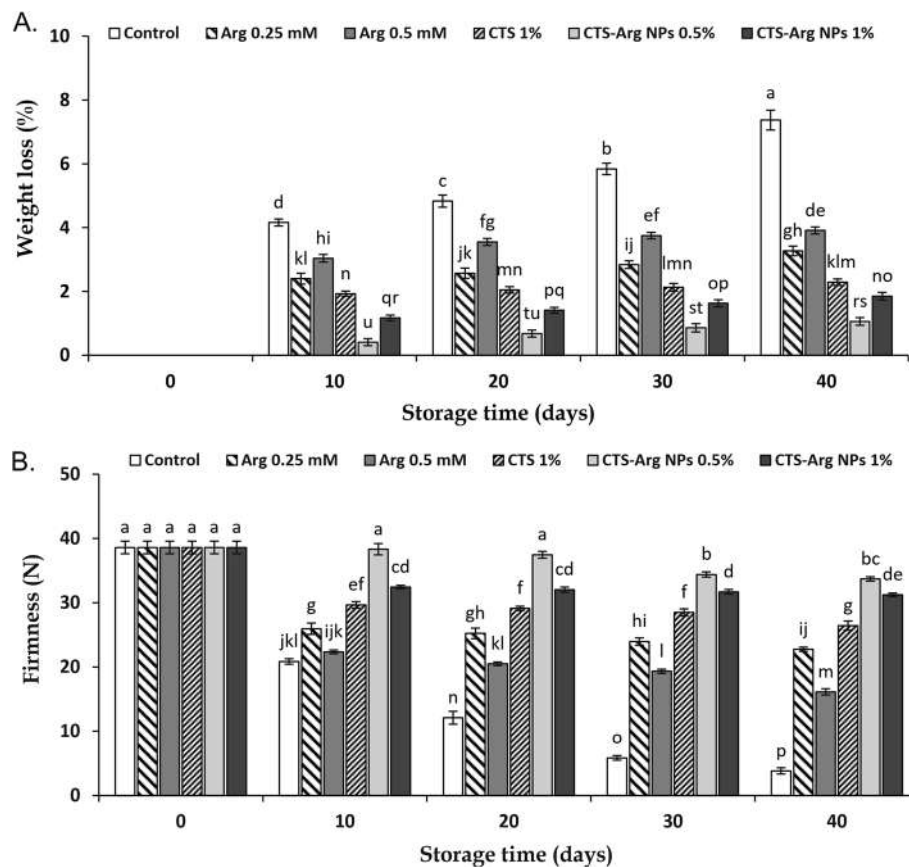 A.
Control Arg 0.25 mM Arg 0.5 mM CTS 1% CTS-Arg NPs 0.5% CTS-Arg NPs 1%
10
8
6
4
2
0
Weight loss (%)
d kl hi n u qr
c jk fg mn tu pq
b ij ef lmn st op
a gh de klm rs no
0 10 20 30 40
Storage time (days)
B.
Control Arg 0.25 mM Arg 0.5 mM CTS 1% CTS-Arg NPs 0.5% CTS-Arg NPs 1%
50
40
30
20
10
0
Firmness (N)
a a a a a a
jkl g ijk ef a cd
n gh kl f a cd
o hi l f b d
p ij m g bc de
0 10 20 30 40
Storage time (days)